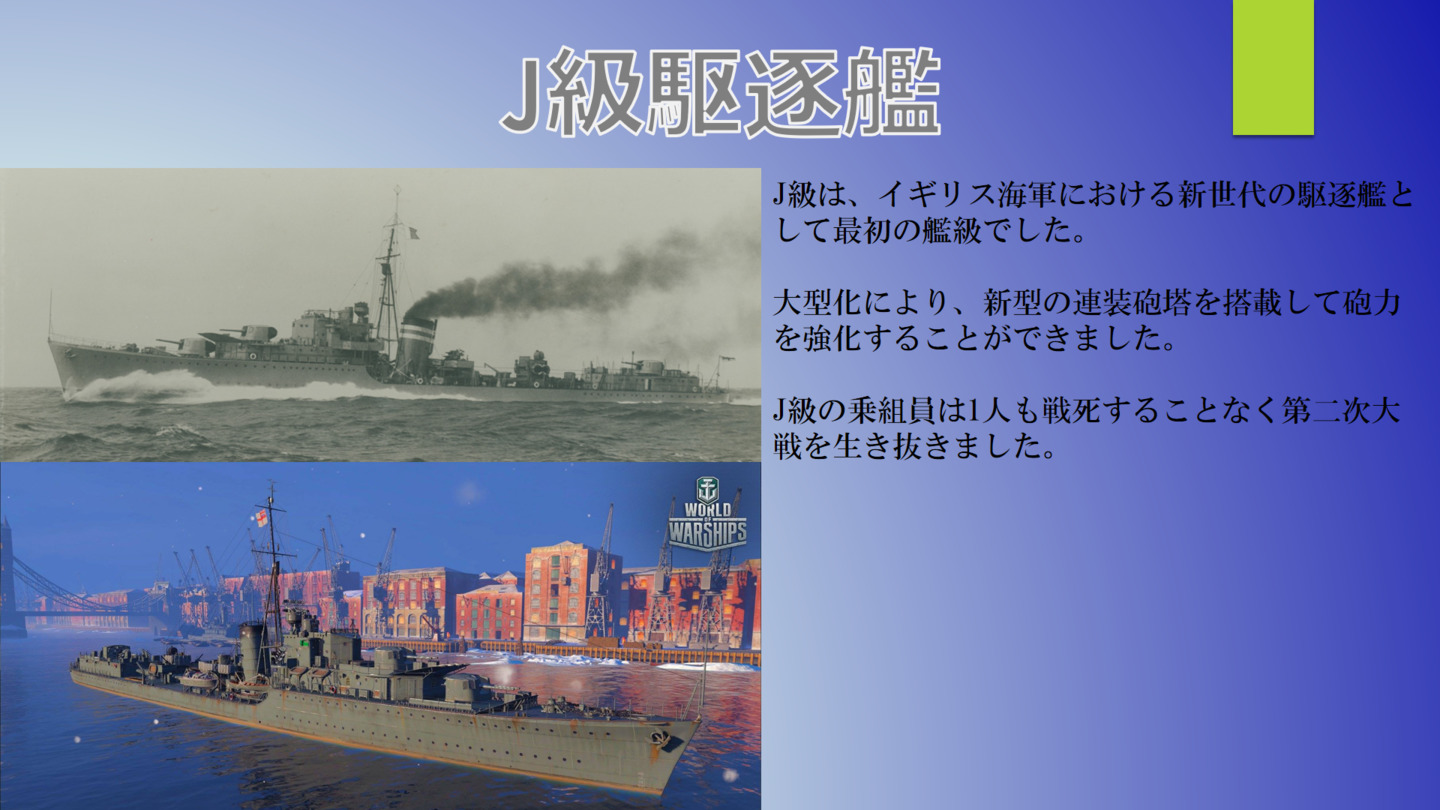 J級駆逐艦
J級は、イギリス海軍における新世代の駆逐艦と
して最初の艦級でした。
大型化により、新型の連装砲塔を搭載して砲力
を強化することができました。
J級の乗組員は1人も戦死することなく第二次大
戦を生き抜きました。
WORLD
OF
WARSHIPS